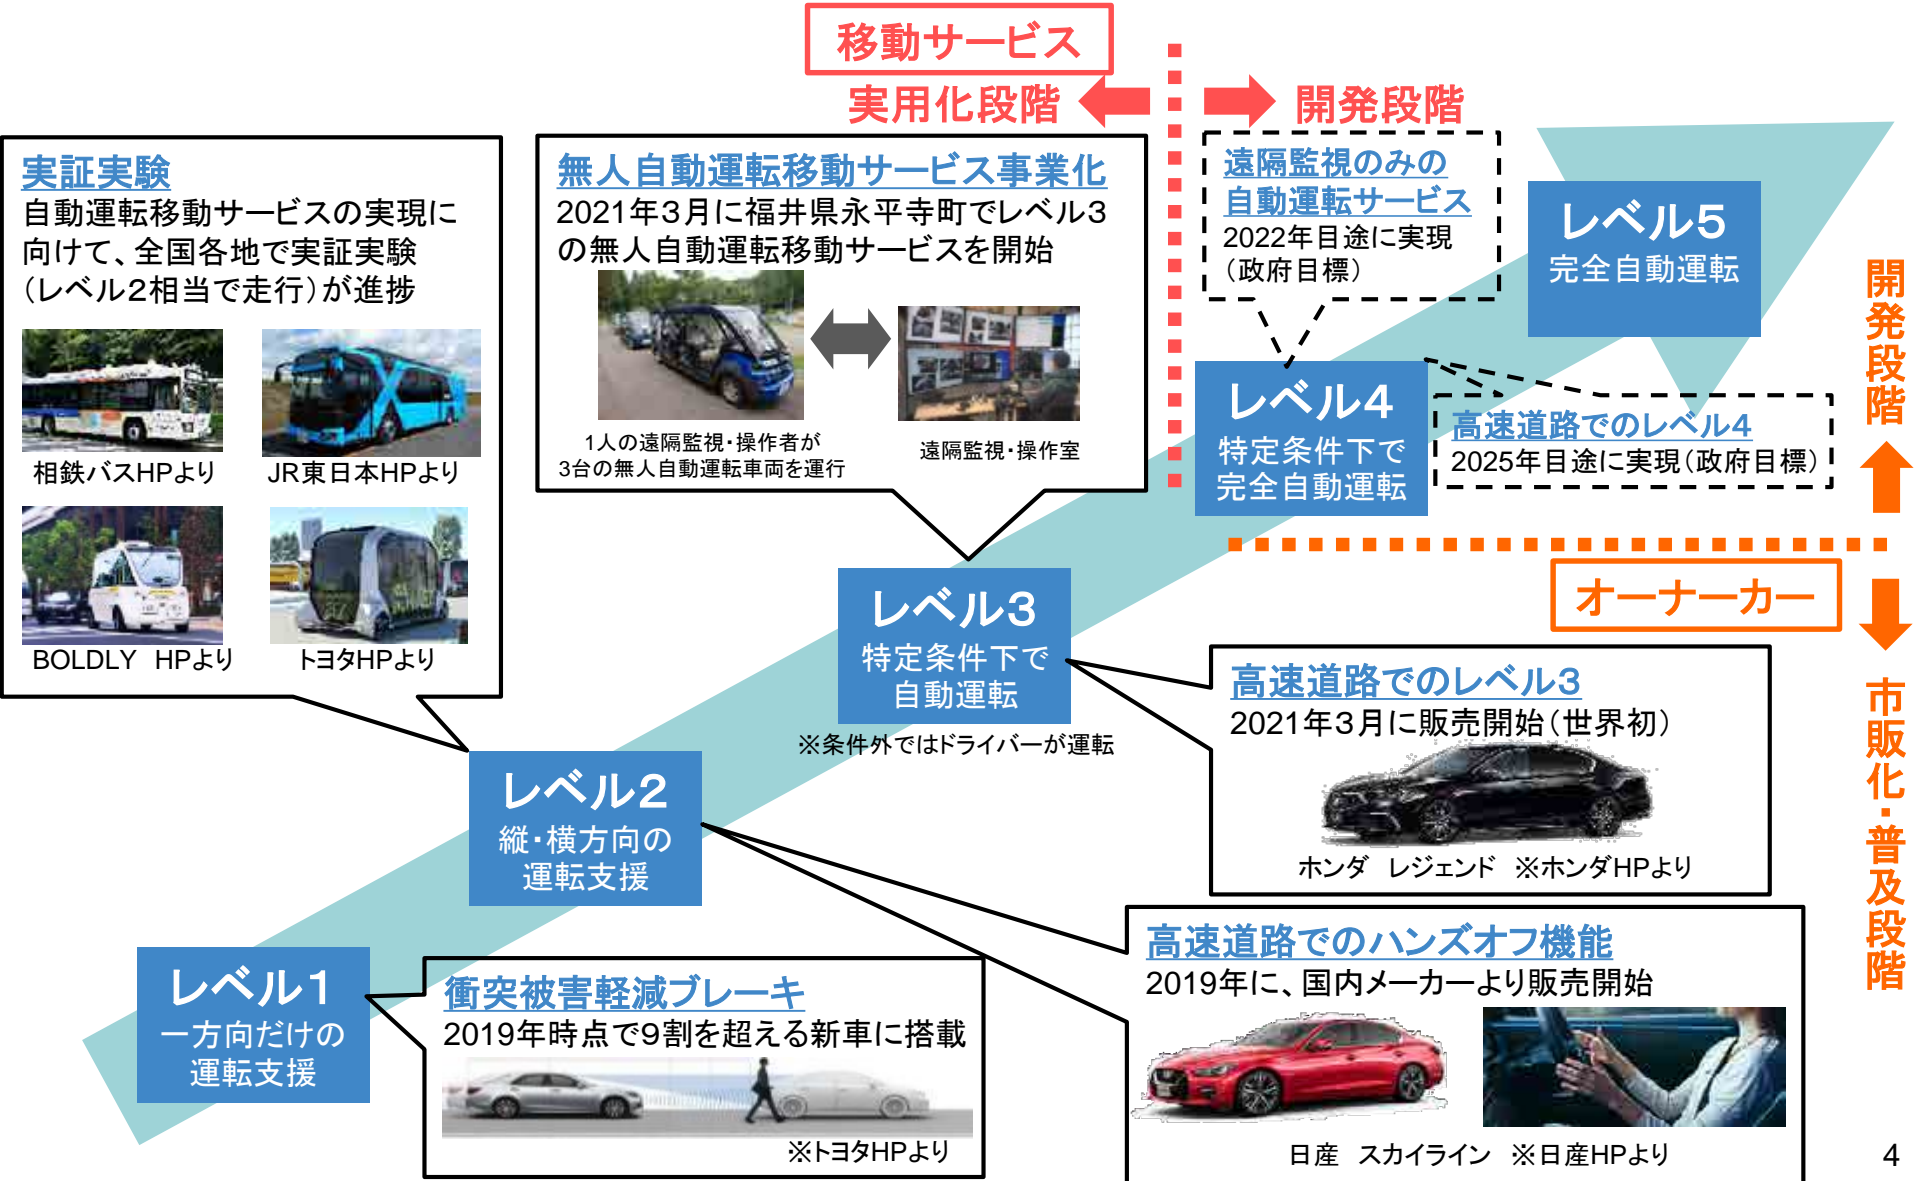 移動サービス
実用化段階
開発段階
実証実験
自動運転移動サービスの実現に
向けて、全国各地で実証実験
（レベル2相当で走行）が進捗
相鉄バスHPより
JR東日本HPより
BOLDLY　HPより
トヨタHPより
無人自動運転移動サービス事業化
2021年3月に福井県永平寺町でレベル3
の無人自動運転移動サービスを開始
1人の遠隔監視・操作者が
3台の無人自動運転車両を運行
遠隔監視・操作室
遠隔監視のみの
自動運転サービス
2022年目途に実現
（政府目標）
レベル5
完全自動運転
レベル4
特定条件下で
完全自動運転
高速道路でのレベル4
2025年目途に実現（政府目標）
開発段階
オーナーカー
市販化・普及段階
レベル3
特定条件下で
自動運転
※条件外ではドライバーが運転
高速道路でのレベル3
2021年3月に販売開始（世界初）
ホンダ　レジェンド　※ホンダHPより
レベル2
縦・横方向の
運転支援
高速道路でのハンズオフ機能
2019年に、国内メーカーより販売開始
日産　スカイライン　※日産HPより
レベル1
一方向だけの
運転支援
衝突被害軽減ブレーキ
2019年時点で9割を超える新車に搭載
※トヨタHPより
4